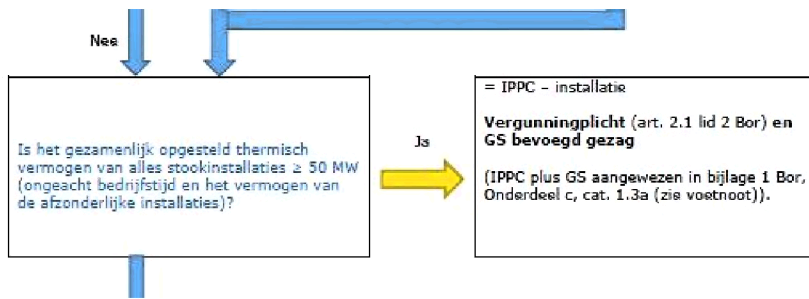 Nee
Is het gezamenlijk opgesteld thermisch
vermogen van alles stookinstallaties ≥ 50 MW
(ongeacht bedrijfstijd en het vermogen van
de afzonderlijke installaties)?
Ja
= IPPC – installatie
Vergunningplicht (art. 2.1 lid 2 Bor) en
GS bevoegd gezag
(IPPC plus GS aangewezen in bijlage 1 Bor,
Onderdeel c, cat. 1.3a (zie voetnoot)).